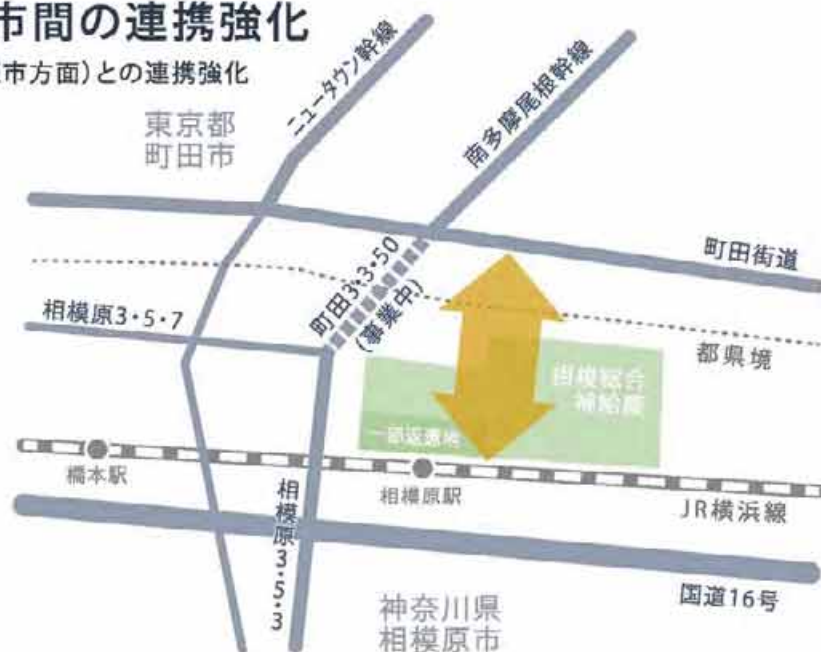 市間の連携強化
市方面)との連携強化
東京都
町田市
ニュータウン幹線
南多摩尾根幹線
町田街道
町田3・3・50
(事業中)
相模原3・5・7
都県境
相模総合
補給廠
一部返還地
橋本駅
相模原駅
JR横浜線
相模原3・5・3
国道16号
神奈川県
相模原市